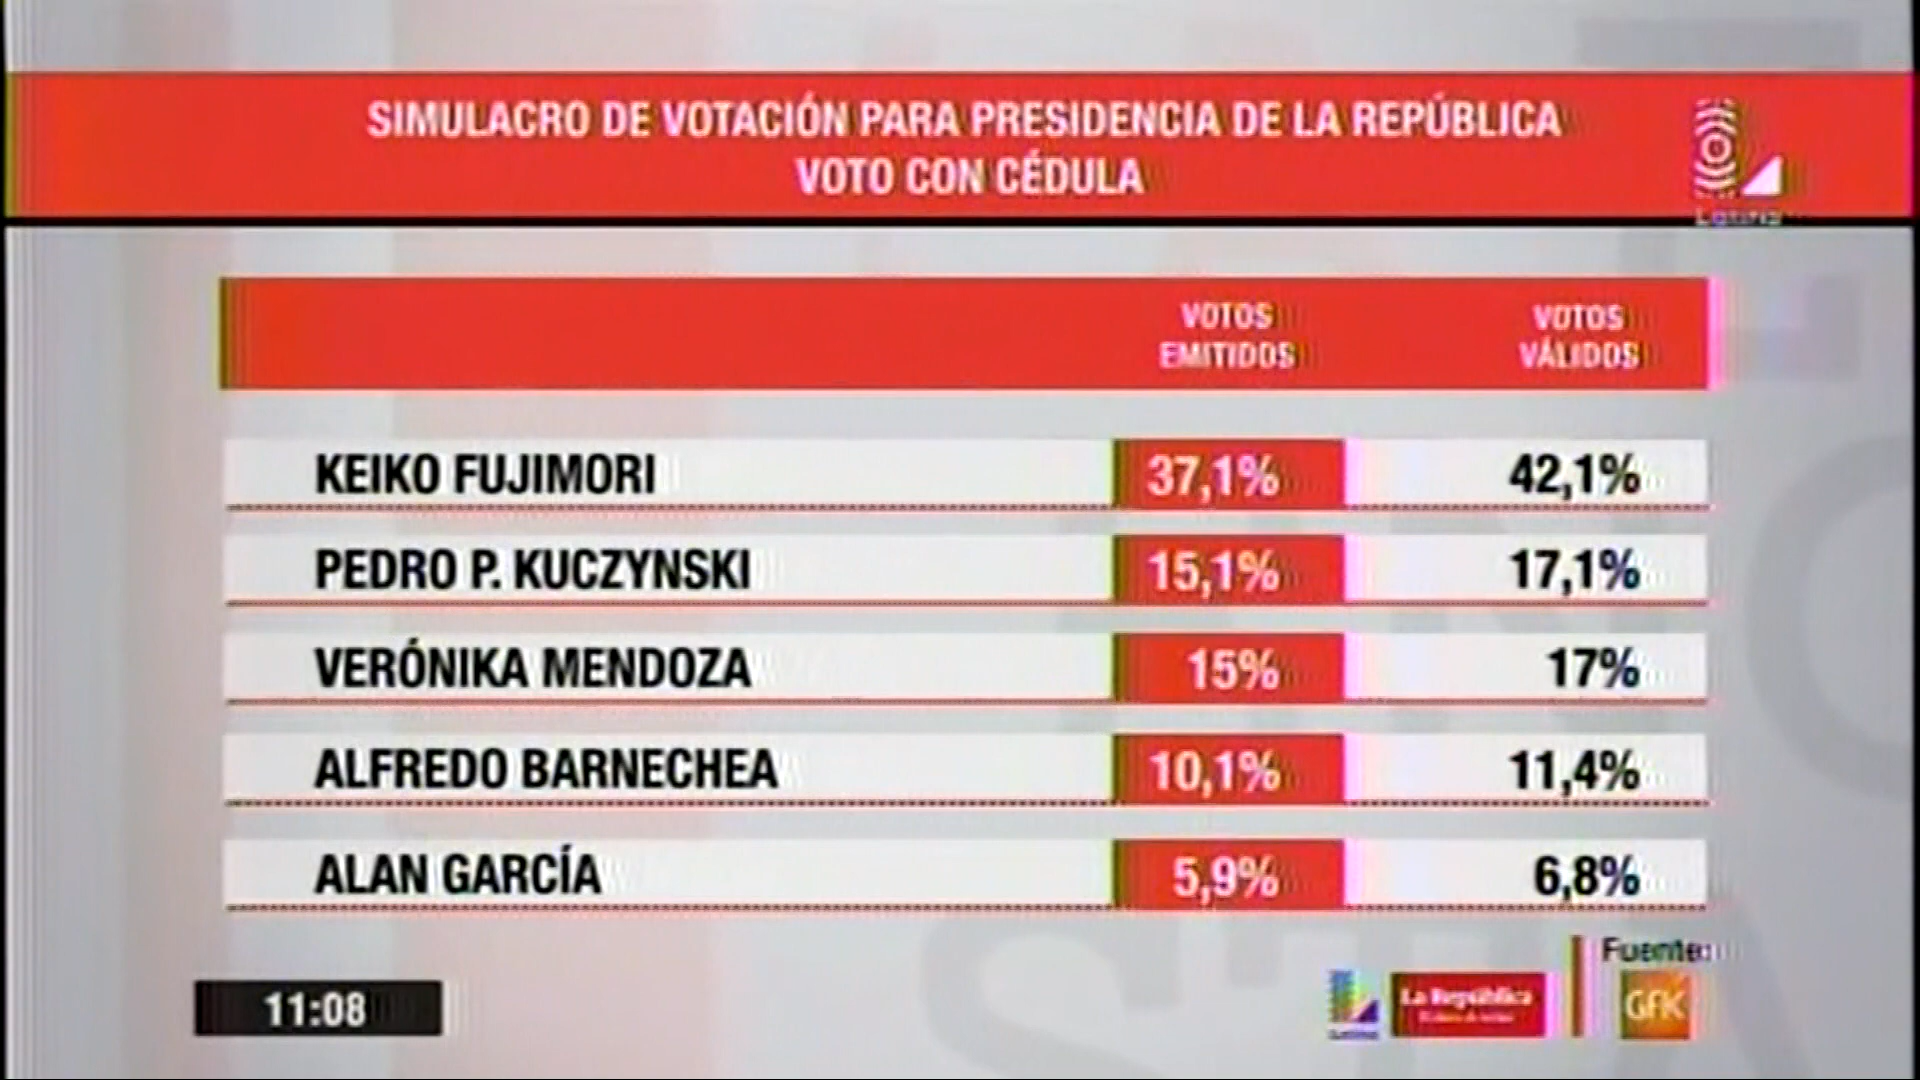 SIMULACRO DE VOTACIÓN PARA PRESIDENCIA DE LA REPÚBLICA
VOTO CON CÉDULA
Latina
VOTOS EMITIDOS
VOTOS VÁLIDOS
KEIKO FUJIMORI 37,1% 42,1%
PEDRO P. KUCZYNSKI 15,1% 17,1%
VERÓNIKA MENDOZA 15% 17%
ALFREDO BARNECHEA 10,1% 11,4%
ALAN GARCÍA 5,9% 6,8%
Fuente:
11:08
Latina
La República
GFK